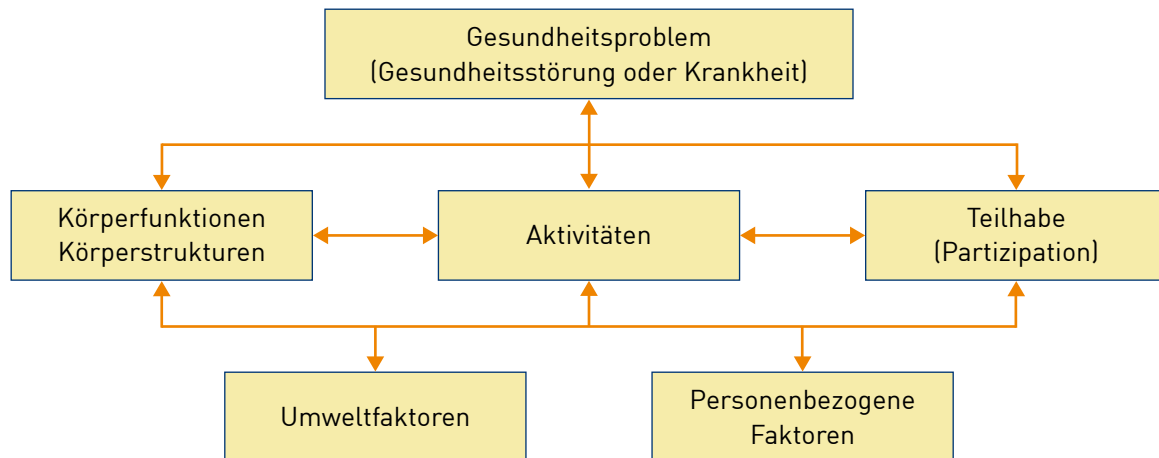 Gesundheitsproblem
(Gesundheitsstörung oder Krankheit)
Körperfunktionen
Körperstrukturen
Aktivitäten
Teilhabe
(Partizipation)
Umweltfaktoren
Personenbezogene
Faktoren